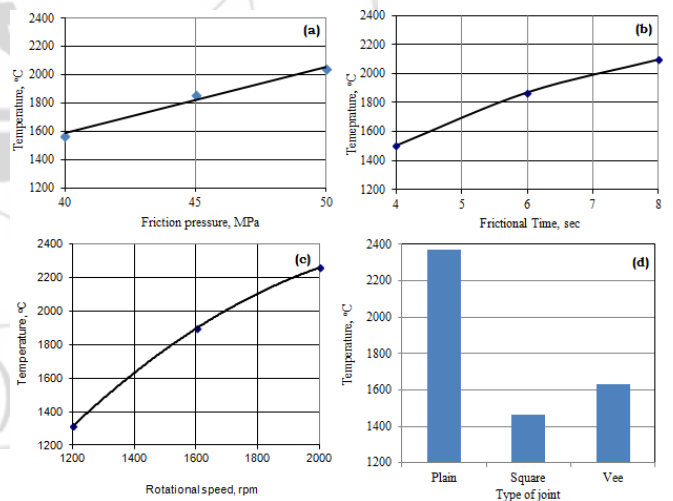 2400
2200
2000
1800
1600
1400
1200
Temperature, °C
(a)
40
45
50
Friction pressure, MPa
2400
2200
2000
1800
1600
1400
1200
Temeprature, °C
(b)
4
5
6
7
8
Frictional Time, sec
2400
2200
2000
1800
1600
1400
1200
Temperature, °C
(c)
1200
1400
1600
1800
2000
Rotational speed, rpm
2400
2200
2000
1800
1600
1400
1200
Temperature, °C
(d)
Plain
Square
Vee
Type of joint